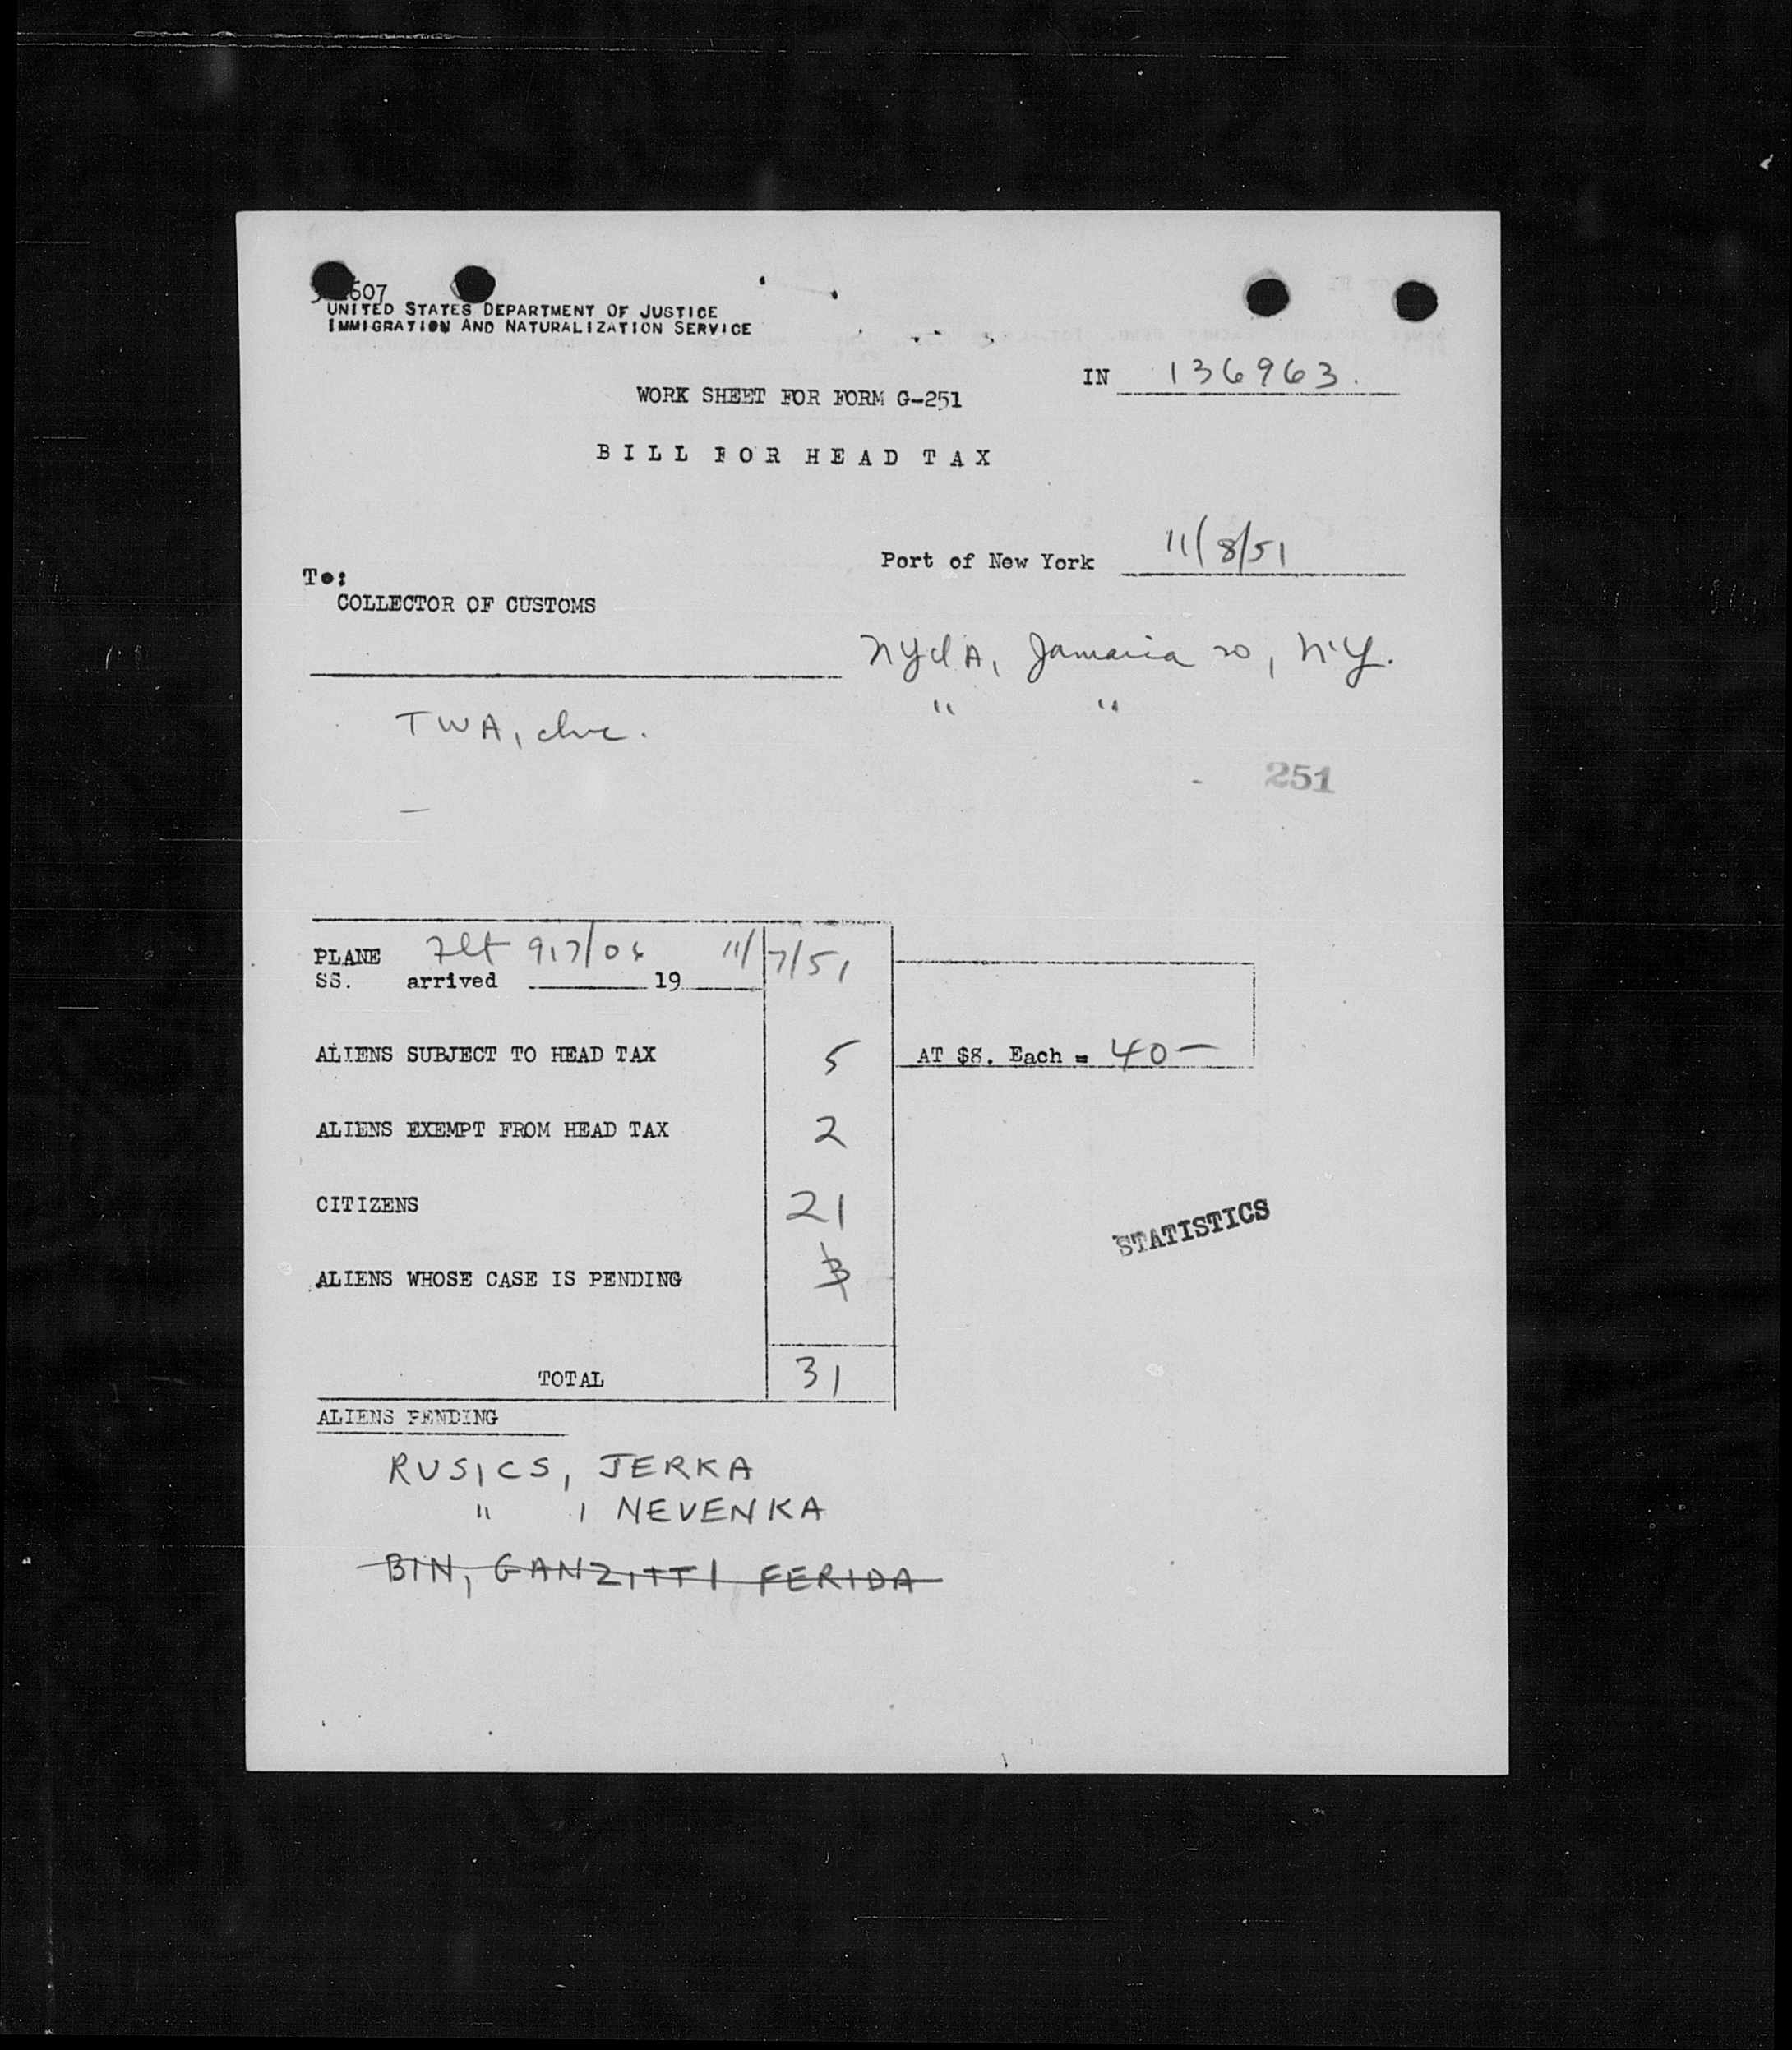 607
UNITED STATES DEPARTMENT OF JUSTICE
IMMIGRATION AND NATURALIZATION SERVICE
IN 136963.
WORK SHEET FOR FORM G-251
BILL FOR HEAD TAX
Port of New York 11/8/51
To:
COLLECTOR OF CUSTOMS
NYIA, Jamaica 20, N.Y.
" "
TWA, Inc.
251
PLANE Flt 917/06 11/7/51
SS. arrived 19
ALIENS SUBJECT TO HEAD TAX 5
AT $8. Each = 40-
ALIENS EXEMPT FROM HEAD TAX 2
CITIZENS 21
STATISTICS
ALIENS WHOSE CASE IS PENDING 3
TOTAL 31
ALIENS PENDING
RUSICS, JERKA
" , NEVENKA
BIN, GANZITTI FERIDA